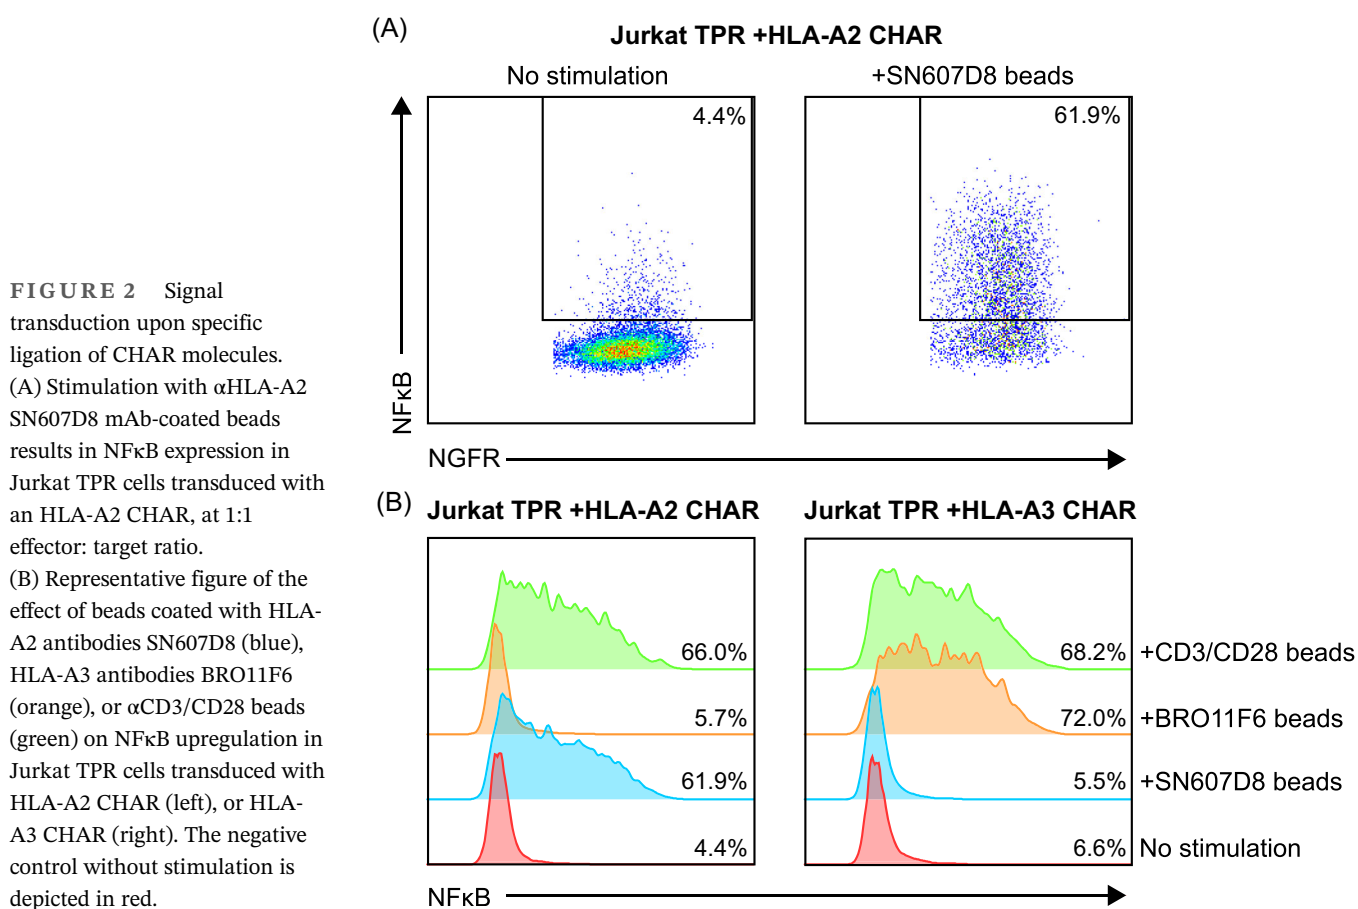 FIGURE 2 Signal
transduction upon specific
ligation of CHAR molecules.
(A) Stimulation with αHLA-A2
SN607D8 mAb-coated beads
results in NFκB expression in
Jurkat TPR cells transduced with
an HLA-A2 CHAR, at 1:1
effector: target ratio.
(B) Representative figure of the
effect of beads coated with HLA-
A2 antibodies SN607D8 (blue),
HLA-A3 antibodies BRO11F6
(orange), or αCD3/CD28 beads
(green) on NFκB upregulation in
Jurkat TPR cells transduced with
HLA-A2 CHAR (left), or HLA-
A3 CHAR (right). The negative
control without stimulation is
depicted in red.
(A)
Jurkat TPR +HLA-A2 CHAR
No stimulation
+SN607D8 beads
4.4%
61.9%
NFκB
NGFR
(B)
Jurkat TPR +HLA-A2 CHAR
Jurkat TPR +HLA-A3 CHAR
66.0%
68.2%
+CD3/CD28 beads
5.7%
72.0%
+BRO11F6 beads
61.9%
5.5%
+SN607D8 beads
4.4%
6.6%
No stimulation
NFκB